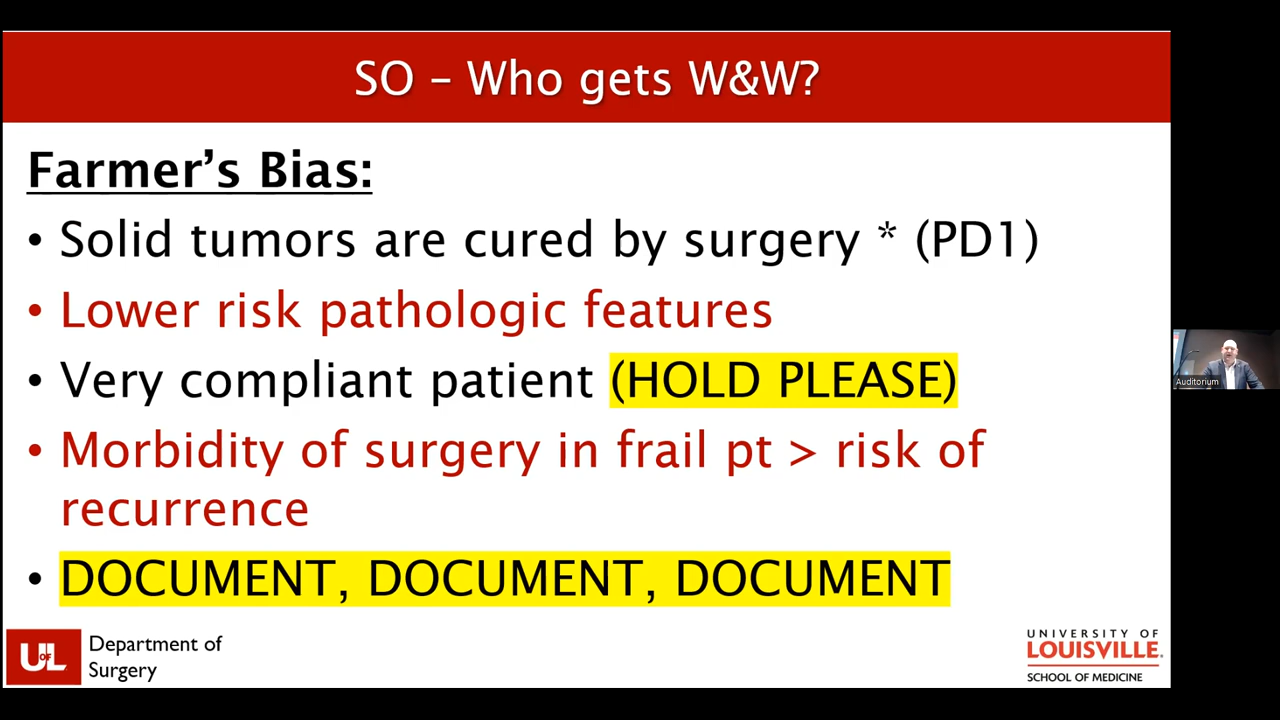 SO – Who gets W&W?
Farmer's Bias:
• Solid tumors are cured by surgery * (PD1)
• Lower risk pathologic features
• Very compliant patient (HOLD PLEASE)
• Morbidity of surgery in frail pt > risk of
recurrence
• DOCUMENT, DOCUMENT, DOCUMENT
UofL
Department of
Surgery
UNIVERSITY OF
LOUISVILLE.
SCHOOL OF MEDICINE
Auditorium